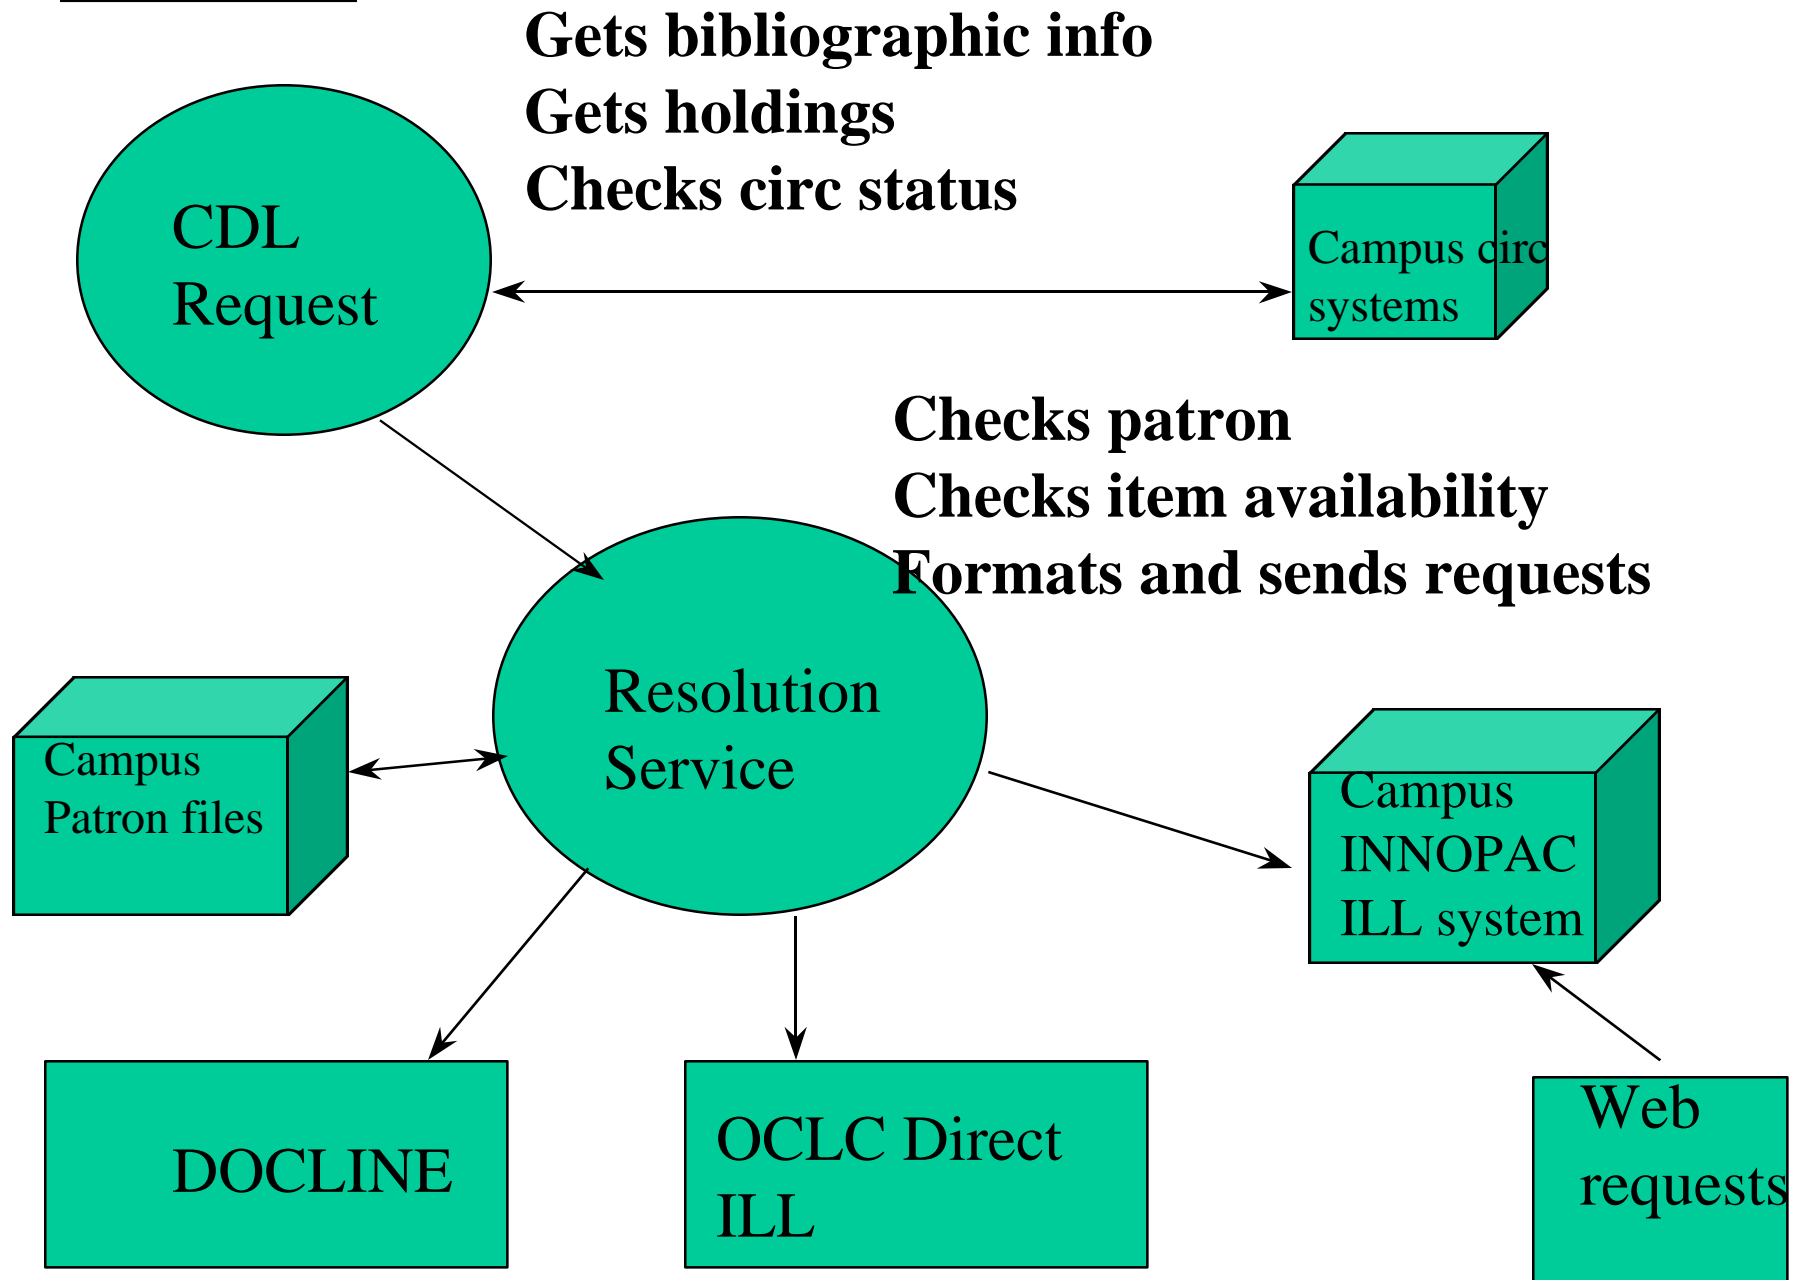 Gets bibliographic info
Gets holdings
Checks circ status
CDL
Request
Campus circ
systems
Checks patron
Checks item availability
Formats and sends requests
Resolution
Service
Campus
Patron files
Campus
INNOPAC
ILL system
DOCLINE
OCLC Direct
ILL
Web
requests